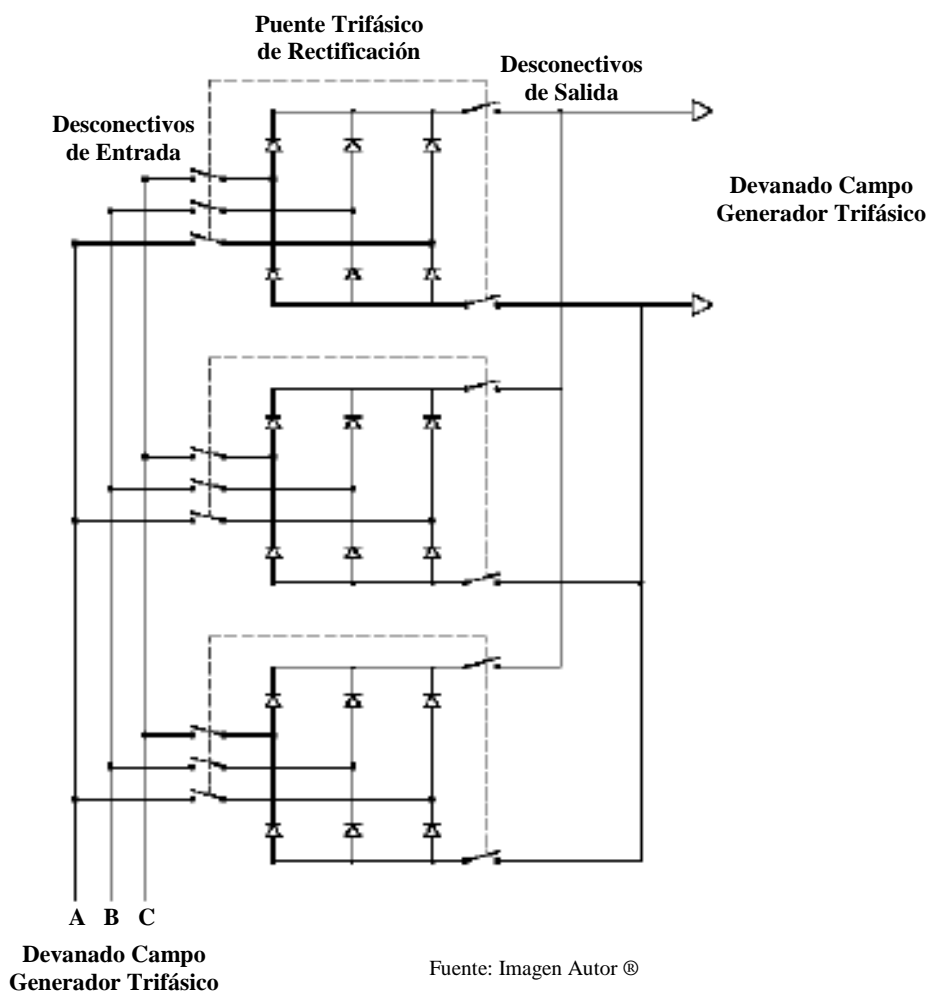 Puente Trifásico
de Rectificación
Desconectivos
de Salida
Desconectivos
de Entrada
Devanado Campo
Generador Trifásico
A B C
Devanado Campo
Generador Trifásico
Fuente: Imagen Autor ®